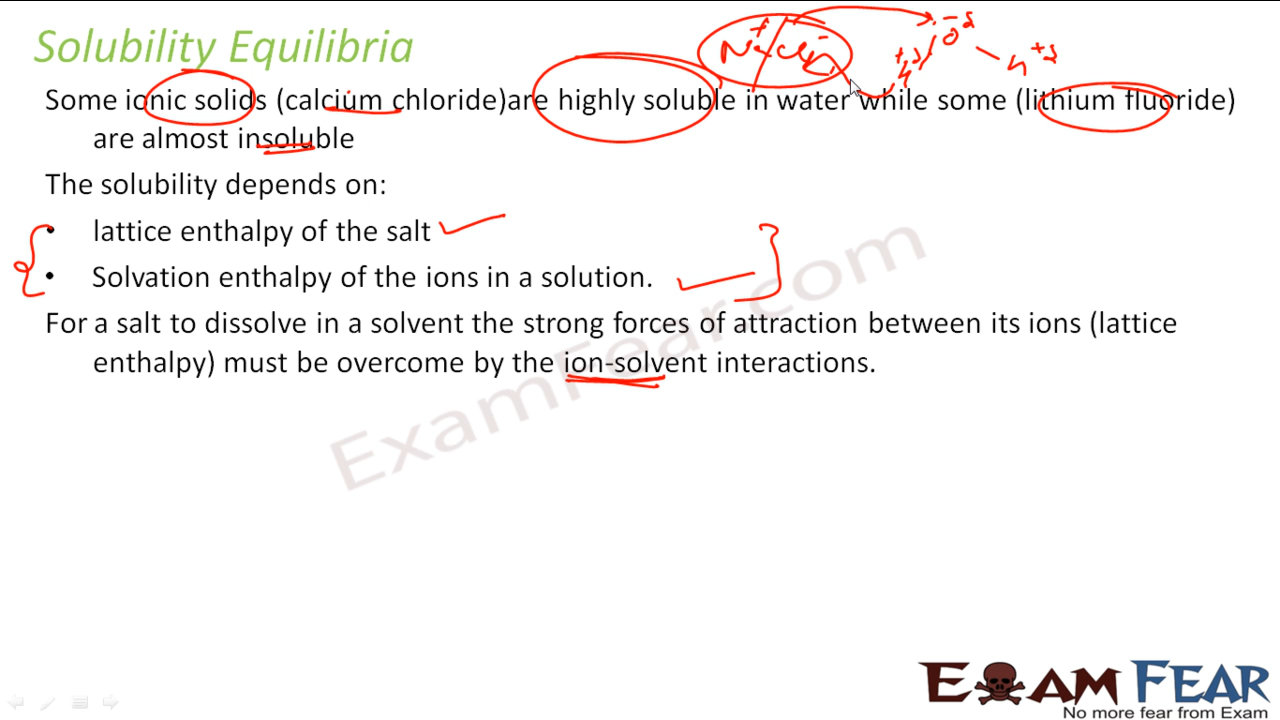 Solubility Equilibria
Na+ Cl-
O-δ
H+δ
H+δ
Some ionic solids (calcium chloride)are highly soluble in water while some (lithium fluoride)
are almost insoluble
The solubility depends on:
• lattice enthalpy of the salt
• Solvation enthalpy of the ions in a solution.
For a salt to dissolve in a solvent the strong forces of attraction between its ions (lattice
enthalpy) must be overcome by the ion-solvent interactions.
ExamFear.com
EXAMFEAR
No more fear from Exam